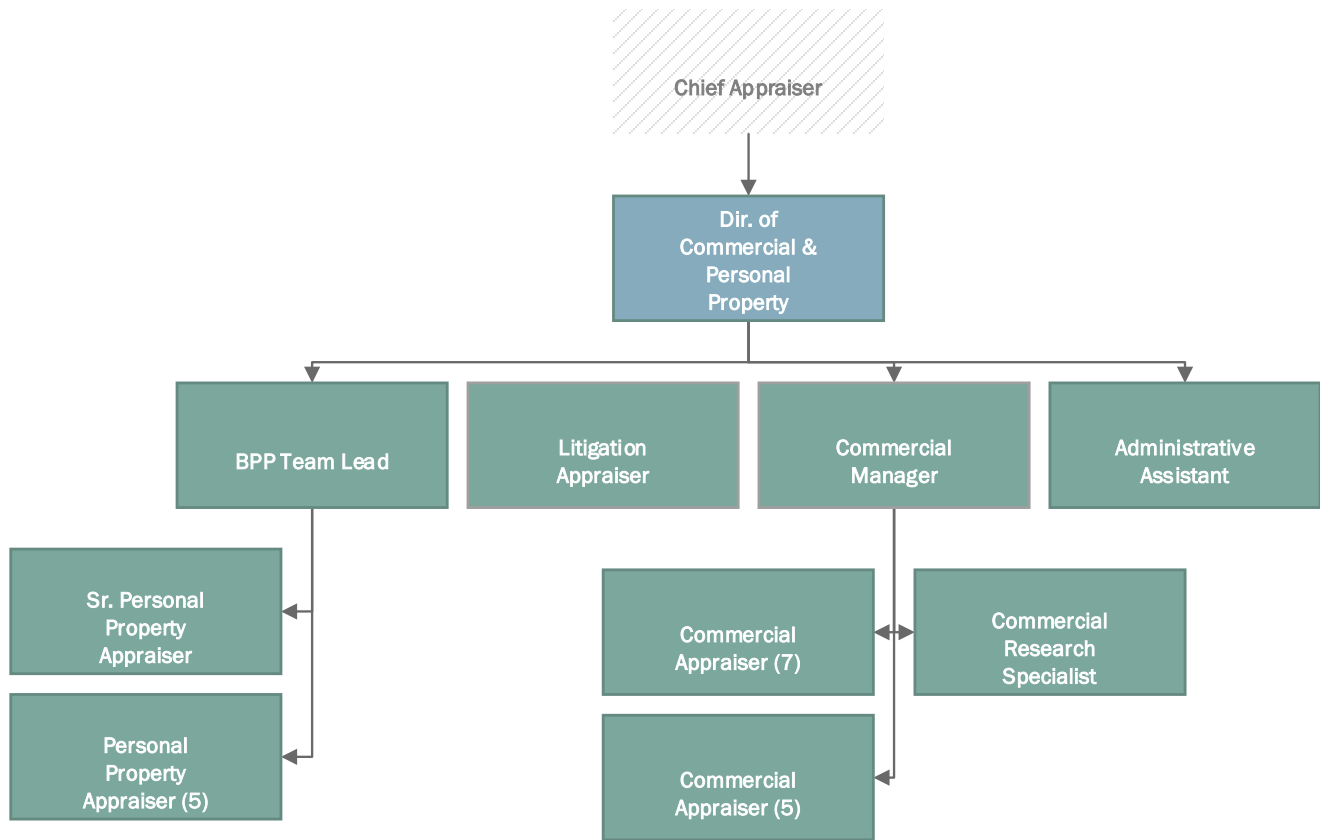 Chief Appraiser
Dir. of
Commercial &
Personal
Property
BPP Team Lead
Litigation
Appraiser
Commercial
Manager
Administrative
Assistant
Sr. Personal
Property
Appraiser
Commercial
Appraiser (7)
Commercial
Research
Specialist
Personal
Property
Appraiser (5)
Commercial
Appraiser (5)